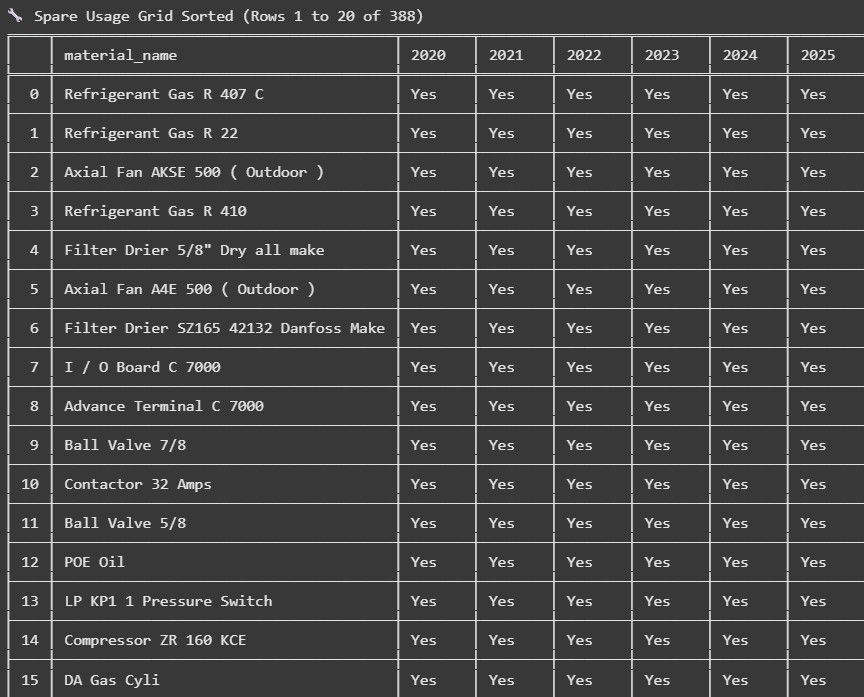 Spare Usage Grid Sorted (Rows 1 to 20 of 388)
material_name 2020 2021 2022 2023 2024 2025
0 Refrigerant Gas R 407 C Yes Yes Yes Yes Yes Yes
1 Refrigerant Gas R 22 Yes Yes Yes Yes Yes Yes
2 Axial Fan AKSE 500 ( Outdoor ) Yes Yes Yes Yes Yes Yes
3 Refrigerant Gas R 410 Yes Yes Yes Yes Yes Yes
4 Filter Drier 5/8" Dry all make Yes Yes Yes Yes Yes Yes
5 Axial Fan A4E 500 ( Outdoor ) Yes Yes Yes Yes Yes Yes
6 Filter Drier SZ165 42132 Danfoss Make Yes Yes Yes Yes Yes Yes
7 I / O Board C 7000 Yes Yes Yes Yes Yes Yes
8 Advance Terminal C 7000 Yes Yes Yes Yes Yes Yes
9 Ball Valve 7/8 Yes Yes Yes Yes Yes Yes
10 Contactor 32 Amps Yes Yes Yes Yes Yes Yes
11 Ball Valve 5/8 Yes Yes Yes Yes Yes Yes
12 POE Oil Yes Yes Yes Yes Yes Yes
13 LP KP1 1 Pressure Switch Yes Yes Yes Yes Yes Yes
14 Compressor ZR 160 KCE Yes Yes Yes Yes Yes Yes
15 DA Gas Cyli Yes Yes Yes Yes Yes Yes